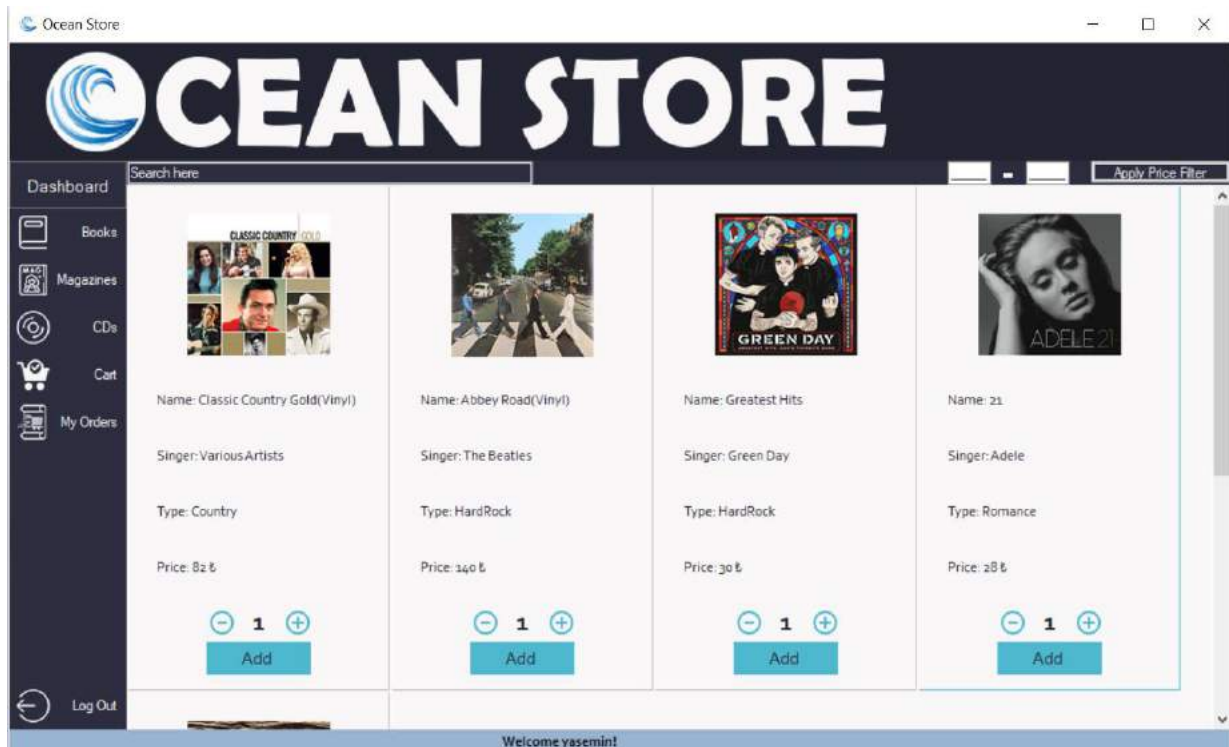 Ocean Store
OCEAN STORE
Dashboard
Search here
-
Apply Price Filter
Books
Magazines
CDs
Cart
My Orders
Log Out
CLASSIC COUNTRY GOLD
GREEN DAY
ADELE 21
Name: Classic Country Gold(Vinyl)
Name: Abbey Road(Vinyl)
Name: Greatest Hits
Name: 21
Singer: Various Artists
Singer: The Beatles
Singer: Green Day
Singer: Adele
Type: Country
Type: HardRock
Type: HardRock
Type: Romance
Price: 82 ₺
Price: 140 ₺
Price: 30 ₺
Price: 28 ₺
1
1
1
1
Add
Add
Add
Add
Welcome yasemin!